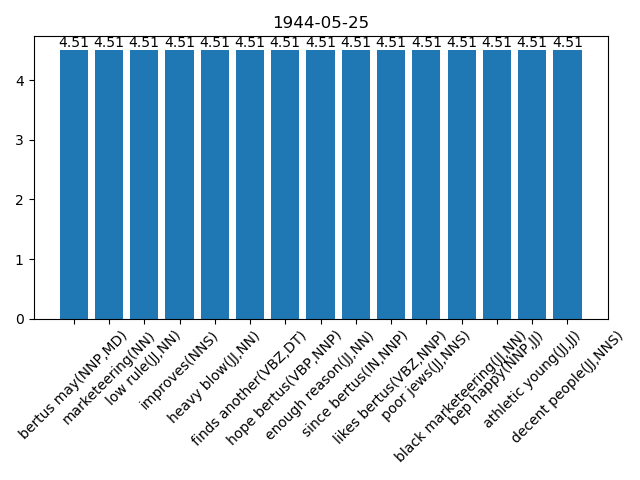 1944-05-25
4.51 4.51 4.51 4.51 4.51 4.51 4.51 4.51 4.51 4.51 4.51 4.51 4.51 4.51 4.51
4
3
2
1
0
bertus may(NNP,MD)
marketeering(NN)
low rule(JJ,NN)
improves(NNS)
heavy blow(JJ,NN)
finds another(VBZ,DT)
hope bertus(VBP,NNP)
enough reason(JJ,NN)
since bertus(IN,NNP)
likes bertus(VBZ,NNP)
poor jews(JJ,NNS)
black marketeering(JJ,NN)
bep happy(NNP,JJ)
athletic young(JJ,JJ)
decent people(JJ,NNS)